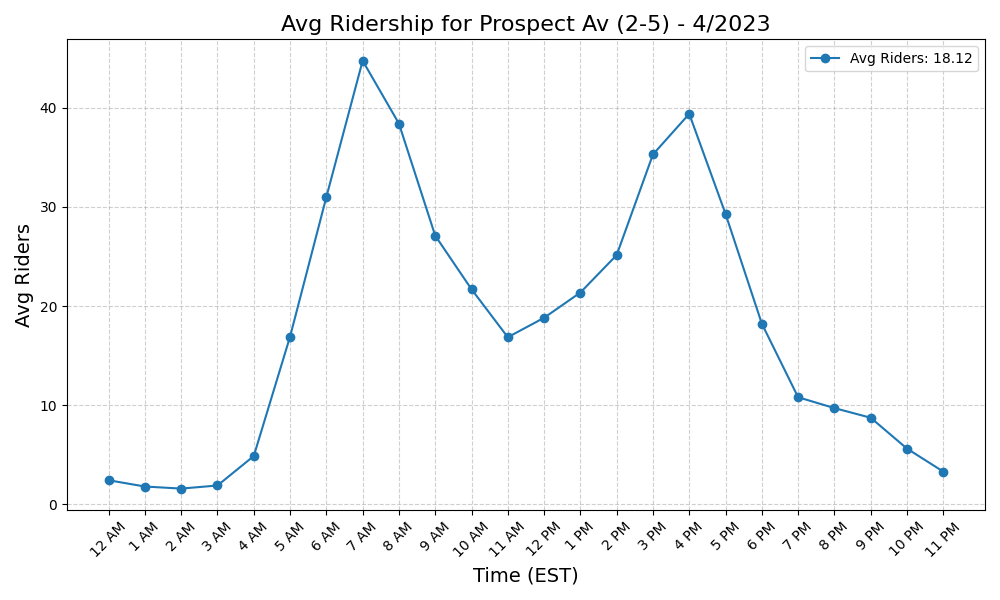 Avg Ridership for Prospect Av (2-5) - 4/2023
Avg Riders: 18.12
Avg Riders
40
30
20
10
0
12 AM
1 AM
2 AM
3 AM
4 AM
5 AM
6 AM
7 AM
8 AM
9 AM
10 AM
11 AM
12 PM
1 PM
2 PM
3 PM
4 PM
5 PM
6 PM
7 PM
8 PM
9 PM
10 PM
11 PM
Time (EST)